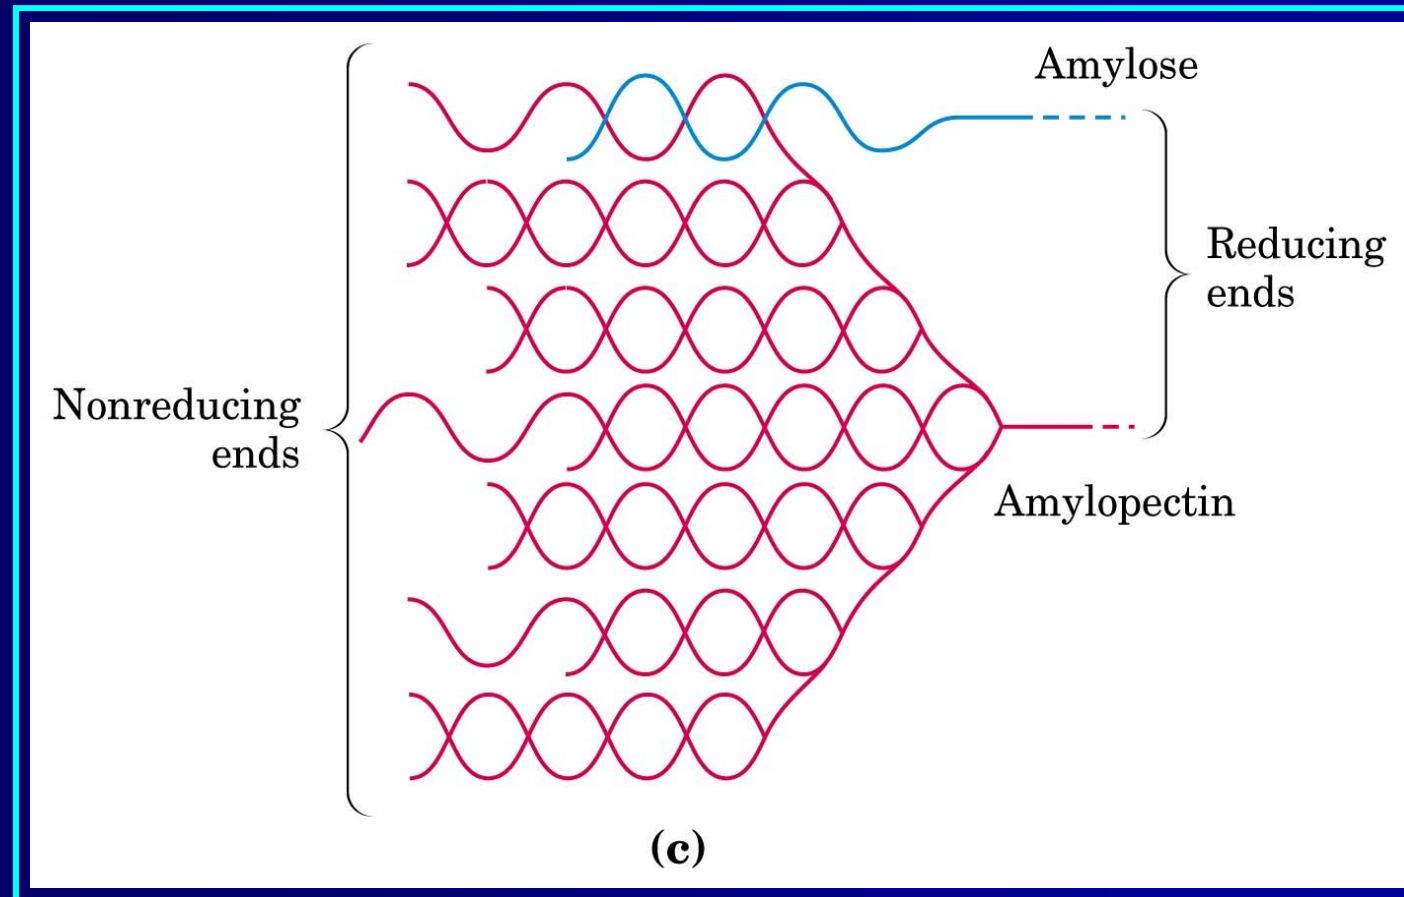 Amylose
Reducing
ends
Nonreducing
ends
Amylopectin
(c)